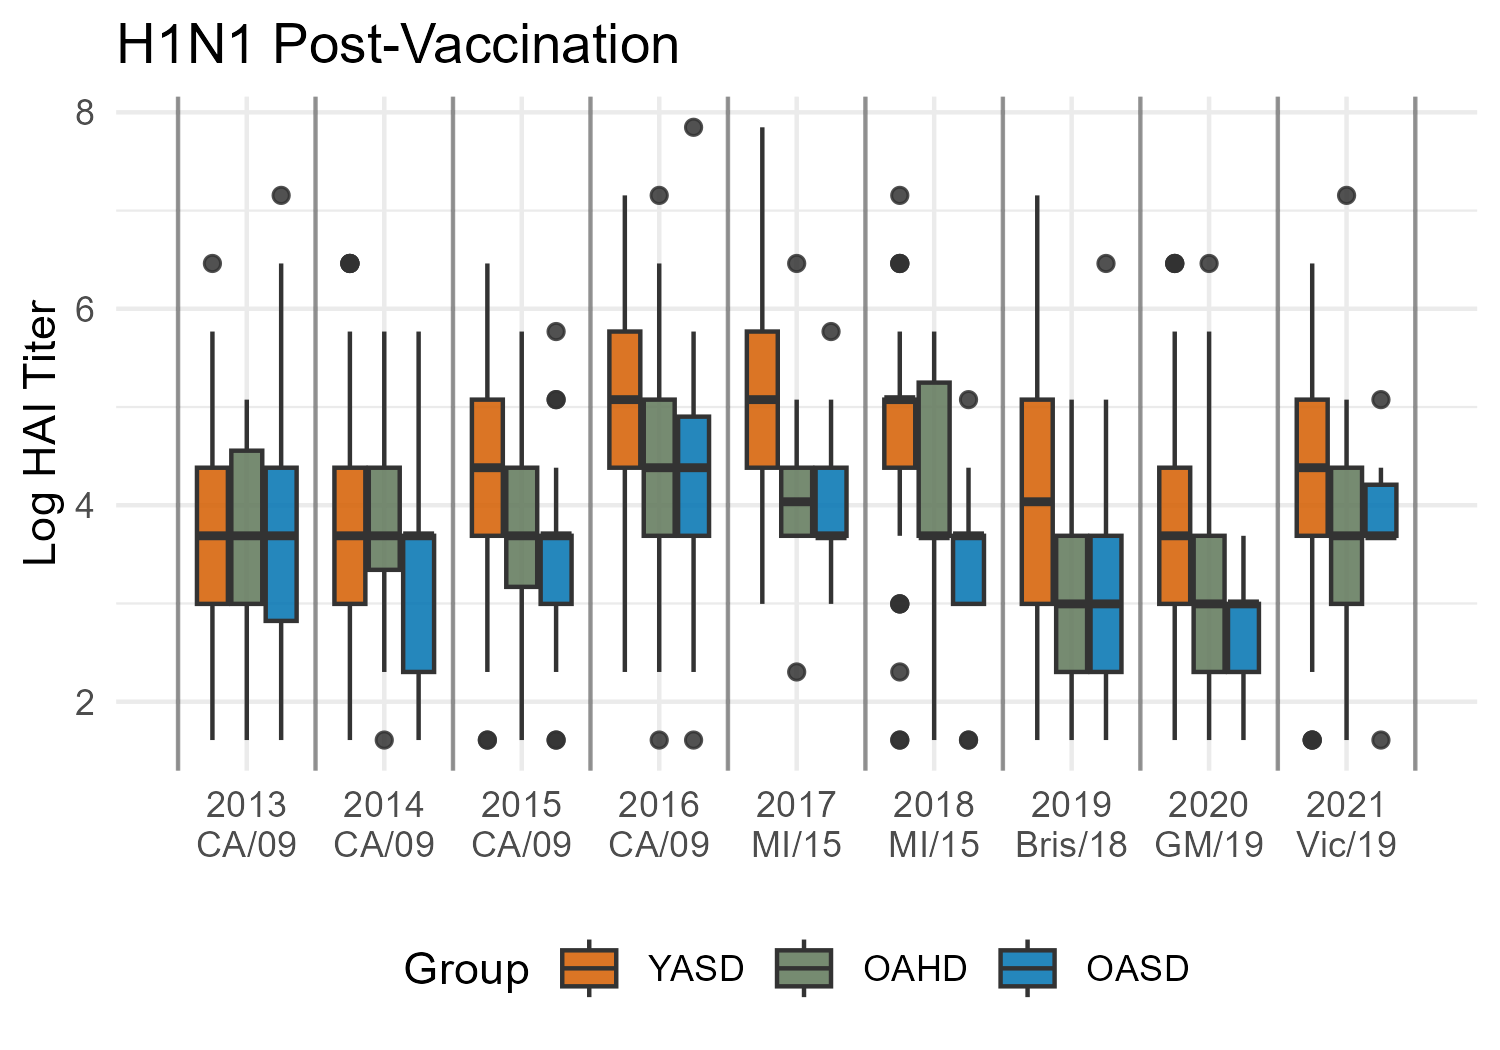 H1N1 Post-Vaccination
Log HAI Titer
8
6
4
2
2013 2014 2015 2016 2017 2018 2019 2020 2021
CA/09 CA/09 CA/09 CA/09 MI/15 MI/15 Bris/18 GM/19 Vic/19
Group YASD OAHD OASD